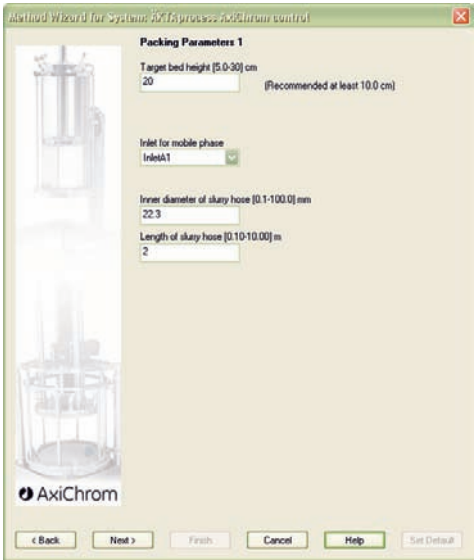 Method Wizard for System: ÄKTAprocess AxiChrom control
Packing Parameters 1
Target bed height [5.0-30] cm
20
(Recommended at least 10.0 cm)
Inlet for mobile phase
InletA1
Inner diameter of slurry hose [0.1-100.0] mm
22.3
Length of slurry hose [0.10-10.00] m
2
AxiChrom
< Back
Next >
Finish
Cancel
Help
Set Default